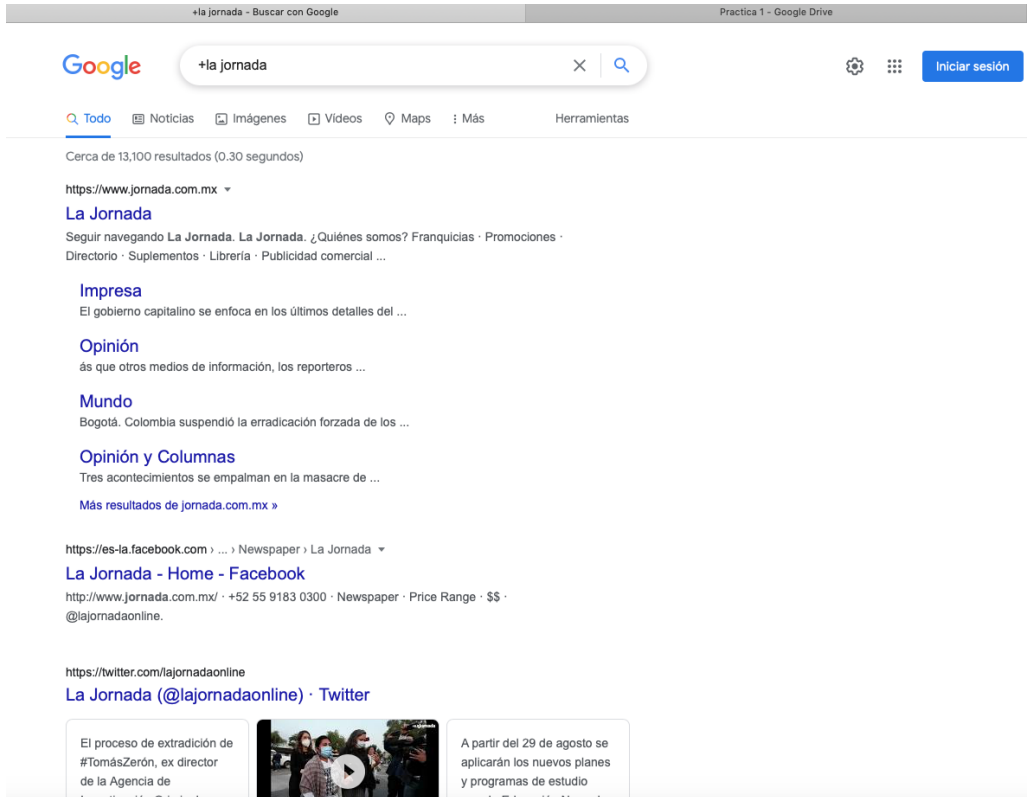 +la jornada - Buscar con Google
Practica 1 - Google Drive
Google
+la jornada
Iniciar sesión
Todo
Noticias
Imágenes
Vídeos
Maps
Más
Herramientas
Cerca de 13,100 resultados (0.30 segundos)
https://www.jornada.com.mx
La Jornada
Seguir navegando La Jornada. La Jornada. ¿Quiénes somos? Franquicias · Promociones ·
Directorio · Suplementos · Librería · Publicidad comercial ...
Impresa
El gobierno capitalino se enfoca en los últimos detalles del ...
Opinión
ás que otros medios de información, los reporteros ...
Mundo
Bogotá. Colombia suspendió la erradicación forzada de los ...
Opinión y Columnas
Tres acontecimientos se empalman en la masacre de ...
Más resultados de jornada.com.mx »
https://es-la.facebook.com › ... › Newspaper › La Jornada
La Jornada - Home - Facebook
http://www.jornada.com.mx/ · +52 55 9183 0300 · Newspaper · Price Range · $$ ·
@lajornadaonline.
https://twitter.com/lajornadaonline
La Jornada (@lajornadaonline) · Twitter
El proceso de extradición de
#TomásZerón, ex director
de la Agencia de
A partir del 29 de agosto se
aplicarán los nuevos planes
y programas de estudio